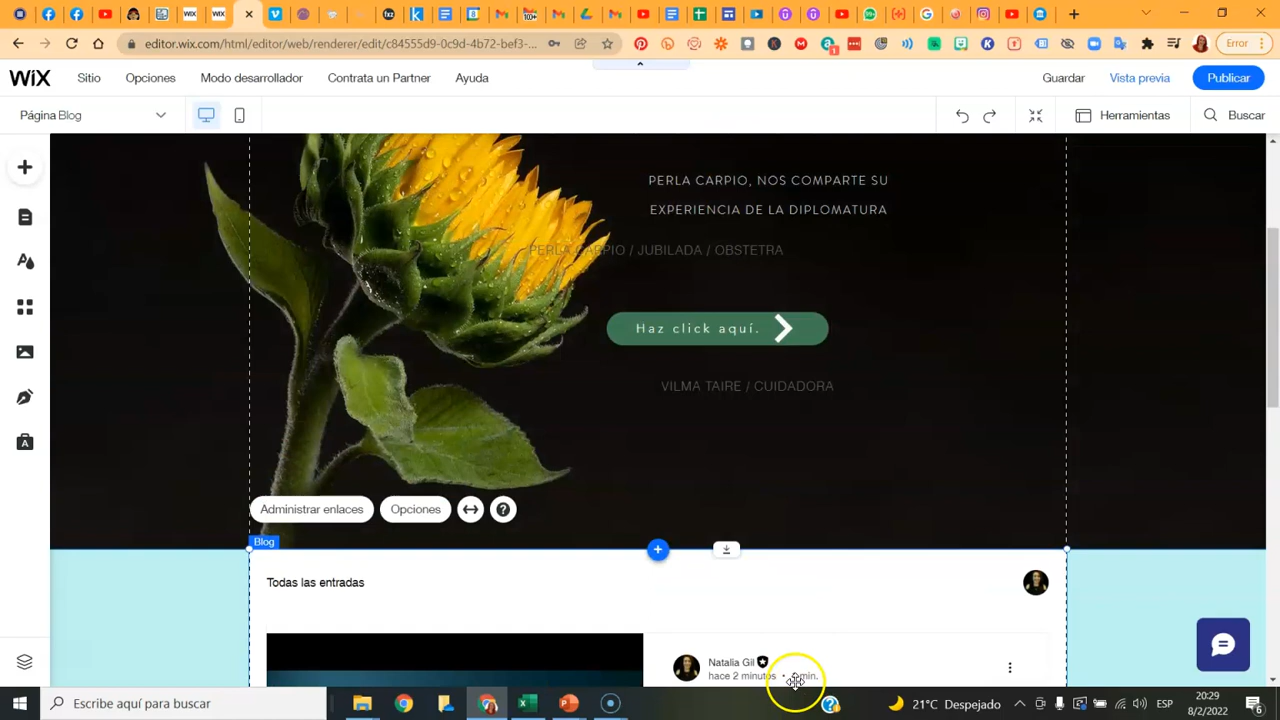 editor.wix.com/html/editor/web/renderer/edit/c84555d9-0c9d-4b72-bef3-...
Error
WiX
Sitio
Opciones
Modo desarrollador
Contrata un Partner
Ayuda
Guardar
Vista previa
Publicar
Página Blog
Herramientas
Buscar
PERLA CARPIO, NOS COMPARTE SU
EXPERIENCIA DE LA DIPLOMATURA
PERLA CARPIO / JUBILADA / OBSTETRA
Haz click aquí.
VILMA TAIRE / CUIDADORA
Administrar enlaces
Opciones
Blog
Todas las entradas
Natalia Gil
hace 2 minutos · min.
Escribe aquí para buscar
21°C Despejado
ESP
20:29
8/2/2022
6